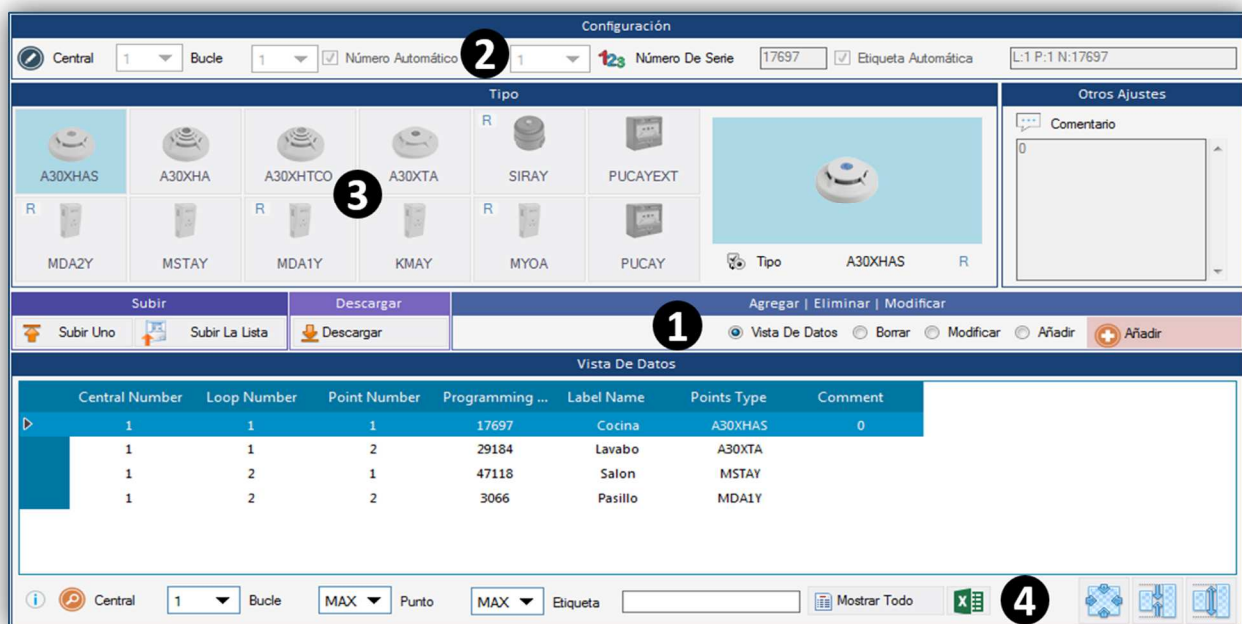 Configuración
Central 1 Bucle 1 Número Automático 2 1 123 Número De Serie 17697 Etiqueta Automática L:1 P:1 N:17697
Tipo
Otros Ajustes
Comentario
0
R
A30XHAS A30XHA A30XHTCO A30XTA SIRAY PUCAYEXT
3
R R R
MDA2Y MSTAY MDA1Y KMAY MYOA PUCAY
Tipo A30XHAS R
Subir Descargar Agregar | Eliminar | Modificar
Subir Uno Subir La Lista Descargar 1 Vista De Datos Borrar Modificar Añadir Añadir
Vista De Datos
Central Number Loop Number Point Number Programming ... Label Name Points Type Comment
1 1 1 17697 Cocina A30XHAS 0
1 1 2 29184 Lavabo A30XTA
1 2 1 47118 Salon MSTAY
1 2 2 3066 Pasillo MDA1Y
Central 1 Bucle MAX Punto MAX Etiqueta Mostrar Todo X 4